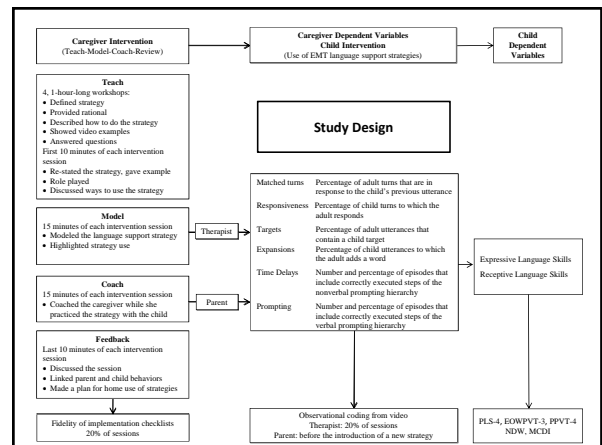 Caregiver Intervention
(Teach-Model-Coach-Review)
Caregiver Dependent Variables
Child Intervention
(Use of EMT language support strategies)
Child
Dependent
Variables
Teach
4, 1-hour-long workshops:
• Defined strategy
• Provided rational
• Described how to do the strategy
• Showed video examples
• Answered questions
First 10 minutes of each intervention
session
• Re-stated the strategy, gave example
• Role played
• Discussed ways to use the strategy
Study Design
Model
15 minutes of each intervention session
• Modeled the language support strategy
• Highlighted strategy use
Therapist
Coach
15 minutes of each intervention session
• Coached the caregiver while she
practiced the strategy with the child
Parent
Feedback
Last 10 minutes of each intervention
session
• Discussed the session
• Linked parent and child behaviors
• Made a plan for home use of strategies
Fidelity of implementation checklists
20% of sessions
Matched turns Percentage of adult turns that are in
response to the child's previous utterance
Responsiveness Percentage of child turns to which the
adult responds
Targets Percentage of adult utterances that
contain a child target
Expansions Percentage of child utterances to which
the adult adds a word
Time Delays Number and percentage of episodes that
include correctly executed steps of the
nonverbal prompting hierarchy
Prompting Number and percentage of episodes that
include correctly executed steps of the
verbal prompting hierarchy
Observational coding from video
Therapist: 20% of sessions
Parent: before the introduction of a new strategy
Expressive Language Skills
Receptive Language Skills
PLS-4, EOWPVT-3, PPVT-4
NDW, MCDI